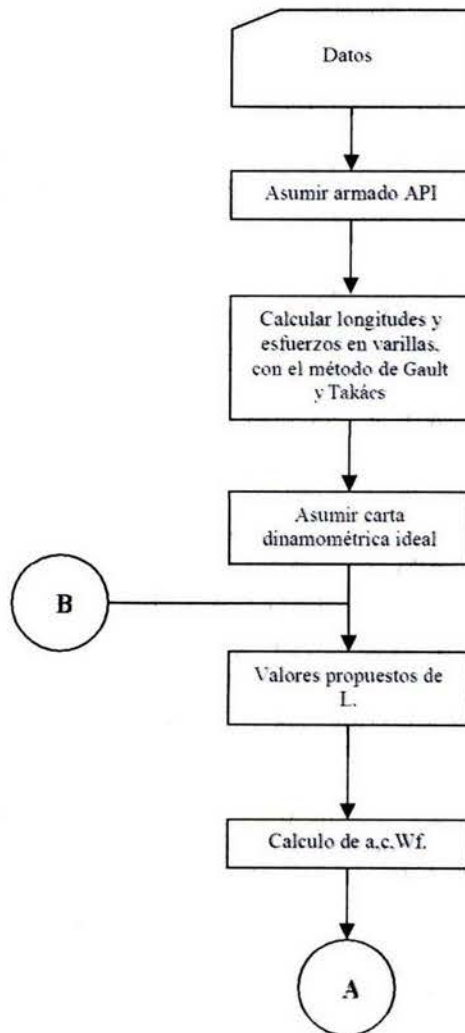 Datos
Asumir armado API
Calcular longitudes y
esfuerzos en varillas.
con el método de Gault
y Takács
Asumir carta
dinamométrica ideal
B
Valores propuestos de
L.
Calculo de a.c.Wf.
A